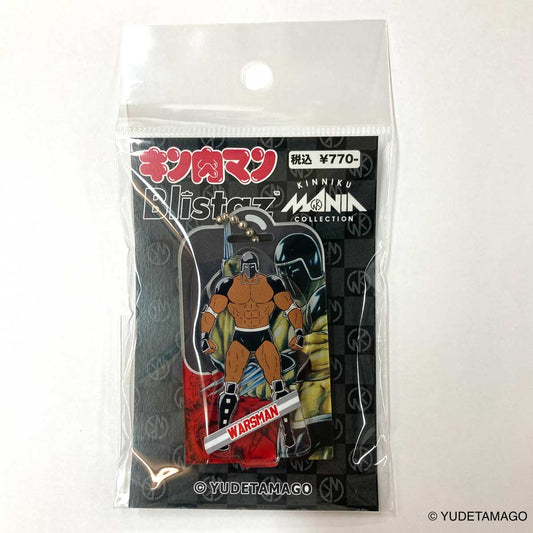 キン肉マン
税込 ¥770-
Blistaz
KINNIKU
MANIA
COLLECTION
WARSMAN
© YUDETAMAGO
© YUDETAMAGO